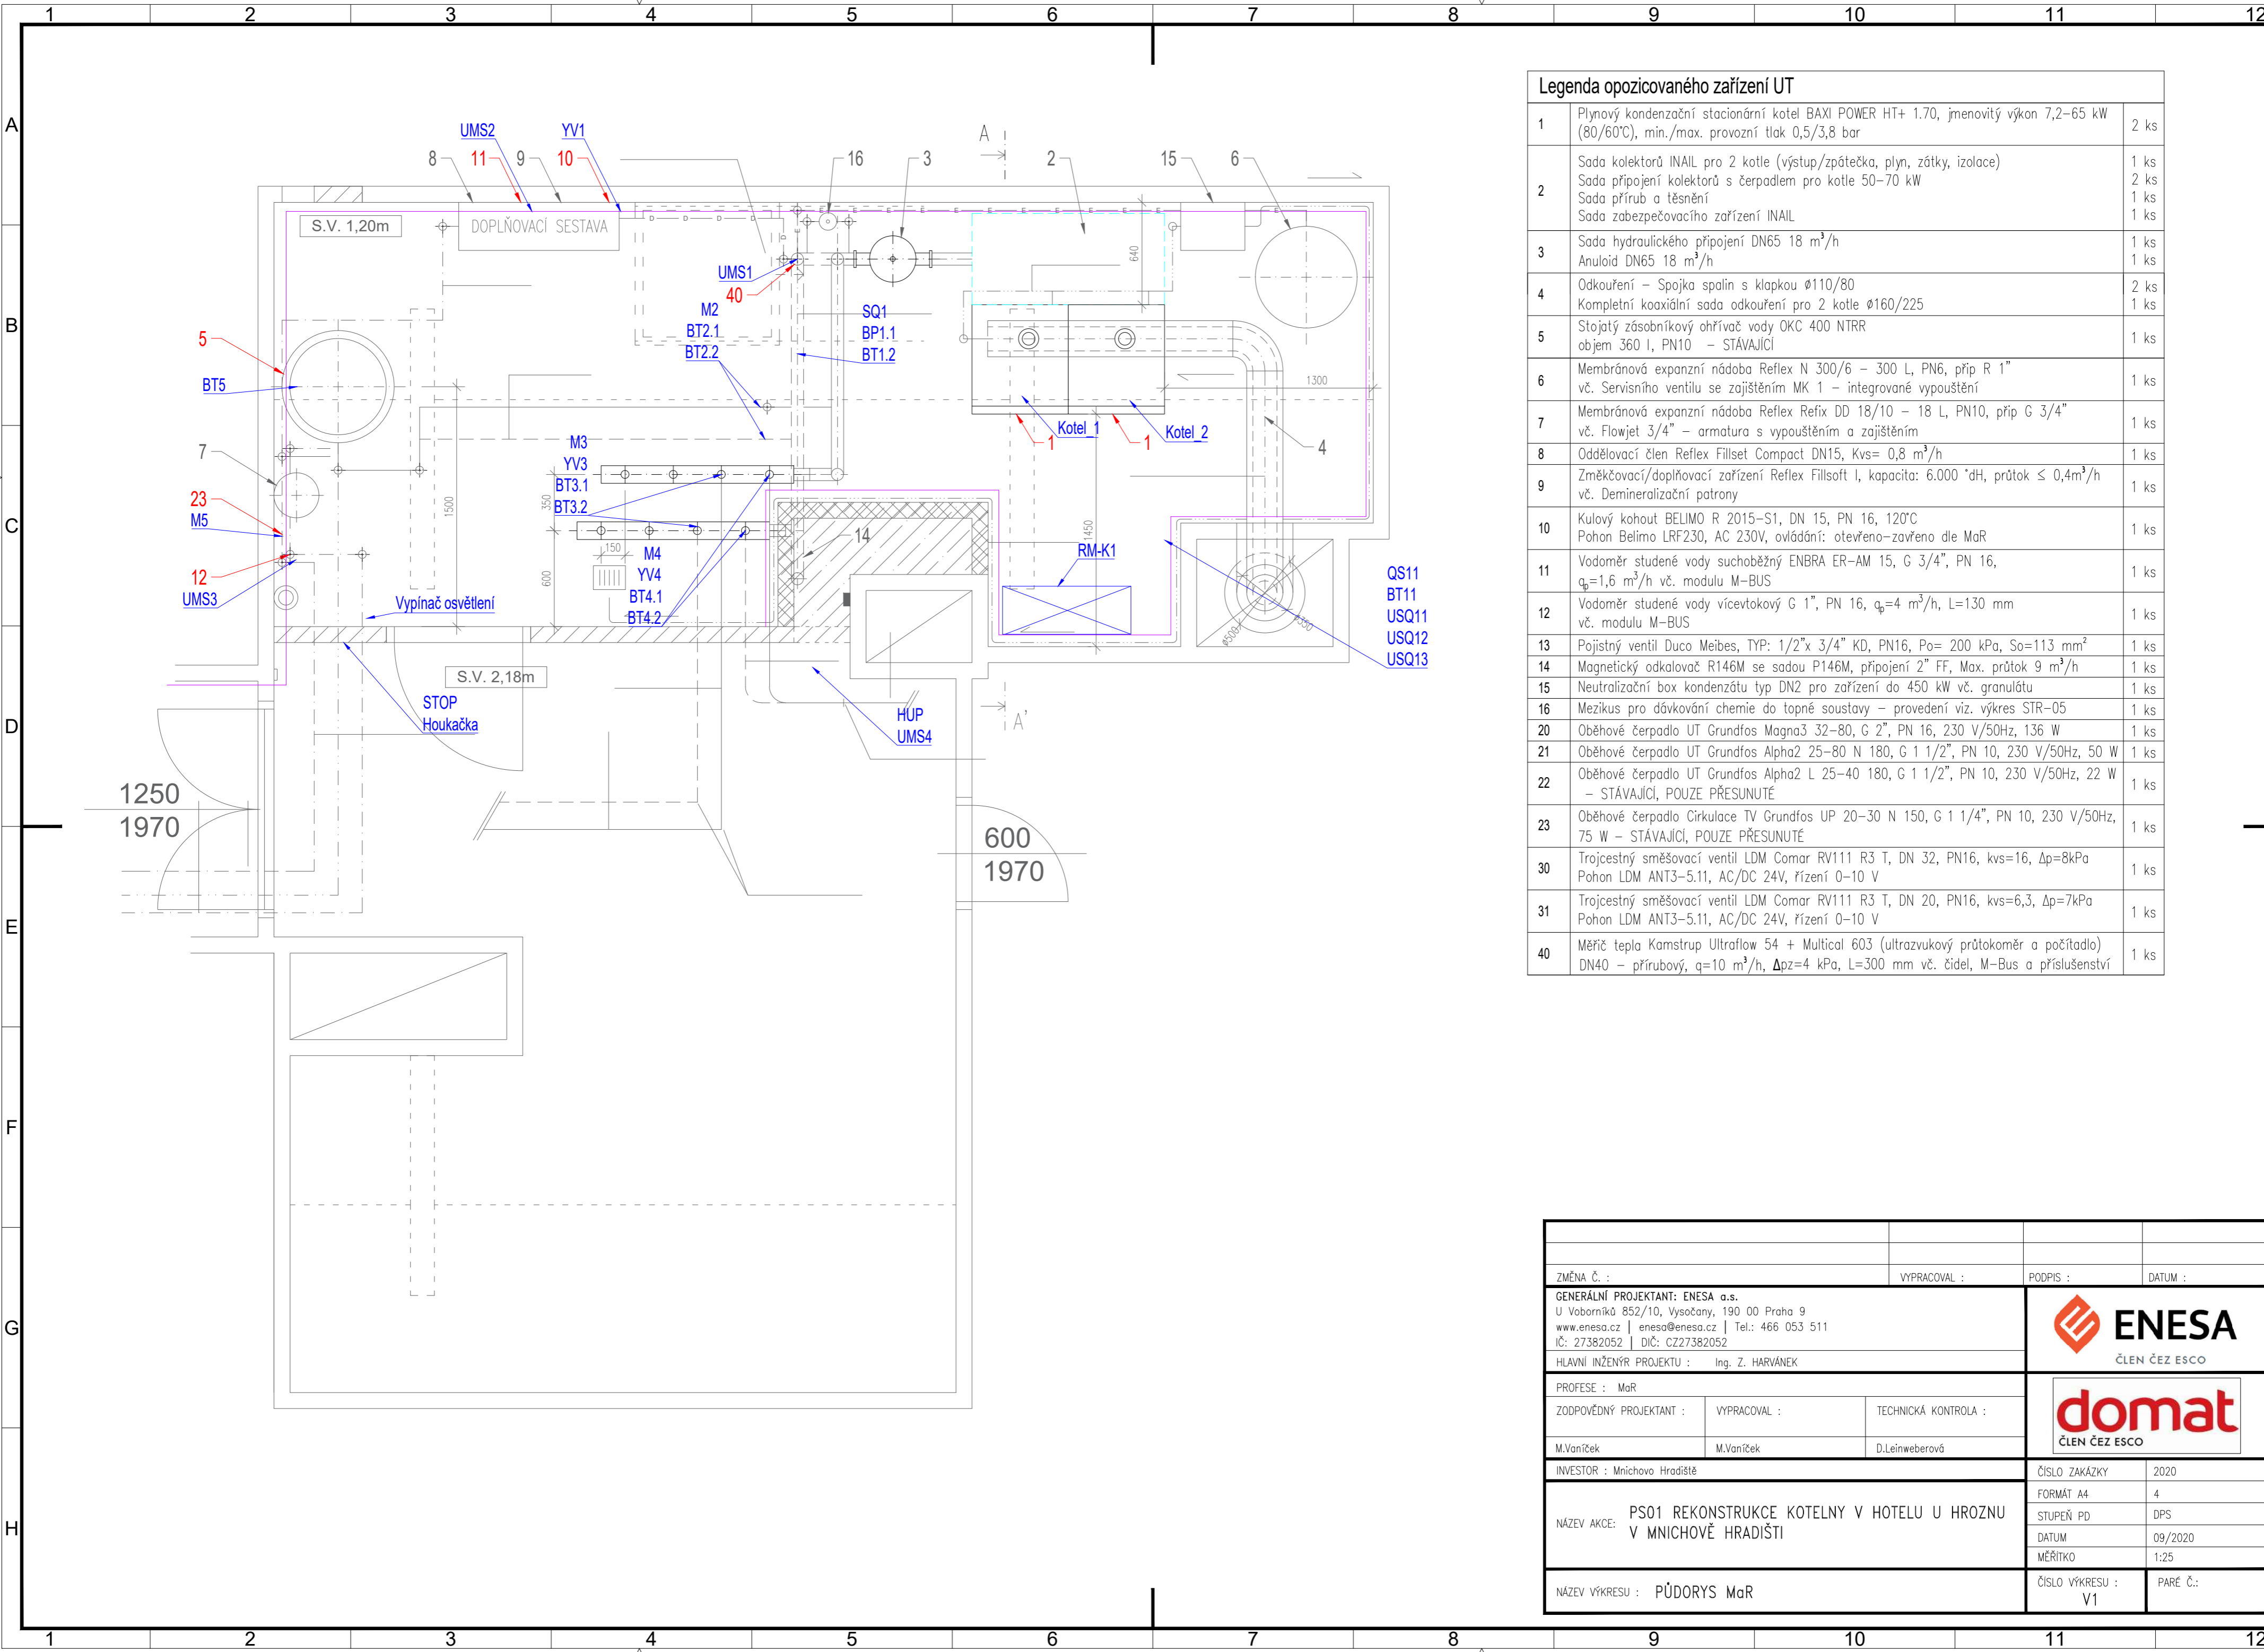 1 2 3 4 5 6 7 8 9 10 11 12
A
B
C
D
E
F
G
H
UMS2
YV1
8
11
9
10
16
3
A
2
15
6
S.V. 1,20m
DOPLŇOVACÍ SESTAVA
D D D D
E E E E E E E E E E
UMS1
40
640
M2
BT2.1
BT2.2
SQ1
BP1.1
BT1.2
5
BT5
1300
Kotel_1
1
1
Kotel_2
4
M3
YV3
BT3.1
BT3.2
7
23
M5
1500
350
150
600
12
UMS3
14
1450
M4
YV4
BT4.1
BT4.2
RM-K1
QS11
BT11
USQ11
USQ12
USQ13
Vypínač osvětlení
ø500
ø350
S.V. 2,18m
STOP
Houkačka
HUP
UMS4
A'
1250
1970
600
1970
Legenda opozicovaného zařízení UT
1 Plynový kondenzační stacionární kotel BAXI POWER HT+ 1.70, jmenovitý výkon 7,2–65 kW 2 ks
(80/60°C), min./max. provozní tlak 0,5/3,8 bar
2 Sada kolektorů INAIL pro 2 kotle (výstup/zpátečka, plyn, zátky, izolace) 1 ks
Sada připojení kolektorů s čerpadlem pro kotle 50–70 kW 2 ks
Sada přírub a těsnění 1 ks
Sada zabezpečovacího zařízení INAIL 1 ks
3 Sada hydraulického připojení DN65 18 m³/h 1 ks
Anuloid DN65 18 m³/h 1 ks
4 Odkouření – Spojka spalin s klapkou ø110/80 2 ks
Kompletní koaxiální sada odkouření pro 2 kotle ø160/225 1 ks
5 Stojatý zásobníkový ohřívač vody OKC 400 NTRR 1 ks
objem 360 l, PN10 – STÁVAJÍCÍ
6 Membránová expanzní nádoba Reflex N 300/6 – 300 L, PN6, přip R 1" 1 ks
vč. Servisního ventilu se zajištěním MK 1 – integrované vypouštění
7 Membránová expanzní nádoba Reflex Refix DD 18/10 – 18 L, PN10, přip G 3/4" 1 ks
vč. Flowjet 3/4" – armatura s vypouštěním a zajištěním
8 Oddělovací člen Reflex Fillset Compact DN15, Kvs= 0,8 m³/h 1 ks
9 Změkčovací/doplňovací zařízení Reflex Fillsoft I, kapacita: 6.000 °dH, průtok ≤ 0,4m³/h 1 ks
vč. Demineralizační patrony
10 Kulový kohout BELIMO R 2015–S1, DN 15, PN 16, 120°C 1 ks
Pohon Belimo LRF230, AC 230V, ovládání: otevřeno–zavřeno dle MaR
11 Vodoměr studené vody suchoběžný ENBRA ER–AM 15, G 3/4", PN 16, 1 ks
qp=1,6 m³/h vč. modulu M–BUS
12 Vodoměr studené vody vícevtokový G 1", PN 16, qp=4 m³/h, L=130 mm 1 ks
vč. modulu M–BUS
13 Pojistný ventil Duco Meibes, TYP: 1/2"x 3/4" KD, PN16, Po= 200 kPa, So=113 mm² 1 ks
14 Magnetický odkalovač R146M se sadou P146M, připojení 2" FF, Max. průtok 9 m³/h 1 ks
15 Neutralizační box kondenzátu typ DN2 pro zařízení do 450 kW vč. granulátu 1 ks
16 Mezikus pro dávkování chemie do topné soustavy – provedení viz. výkres STR–05 1 ks
20 Oběhové čerpadlo UT Grundfos Magna3 32–80, G 2", PN 16, 230 V/50Hz, 136 W 1 ks
21 Oběhové čerpadlo UT Grundfos Alpha2 25–80 N 180, G 1 1/2", PN 10, 230 V/50Hz, 50 W 1 ks
22 Oběhové čerpadlo UT Grundfos Alpha2 L 25–40 180, G 1 1/2", PN 10, 230 V/50Hz, 22 W 1 ks
– STÁVAJÍCÍ, POUZE PŘESUNUTÉ
23 Oběhové čerpadlo Cirkulace TV Grundfos UP 20–30 N 150, G 1 1/4", PN 10, 230 V/50Hz, 1 ks
75 W – STÁVAJÍCÍ, POUZE PŘESUNUTÉ
30 Trojcestný směšovací ventil LDM Comar RV111 R3 T, DN 32, PN16, kvs=16, Δp=8kPa 1 ks
Pohon LDM ANT3–5.11, AC/DC 24V, řízení 0–10 V
31 Trojcestný směšovací ventil LDM Comar RV111 R3 T, DN 20, PN16, kvs=6,3, Δp=7kPa 1 ks
Pohon LDM ANT3–5.11, AC/DC 24V, řízení 0–10 V
40 Měřič tepla Kamstrup Ultraflow 54 + Multical 603 (ultrazvukový průtokoměr a počítadlo) 1 ks
DN40 – přírubový, q=10 m³/h, Δpz=4 kPa, L=300 mm vč. čidel, M–Bus a příslušenství
ZMĚNA Č. : VYPRACOVAL : PODPIS : DATUM :
GENERÁLNÍ PROJEKTANT: ENESA a.s.
U Voborníků 852/10, Vysočany, 190 00 Praha 9
www.enesa.cz | enesa@enesa.cz | Tel.: 466 053 511
IČ: 27382052 | DIČ: CZ27382052
HLAVNÍ INŽENÝR PROJEKTU : Ing. Z. HARVÁNEK
ENESA
ČLEN ČEZ ESCO
PROFESE : MaR
ZODPOVĚDNÝ PROJEKTANT : VYPRACOVAL : TECHNICKÁ KONTROLA :
M.Vaníček M.Vaníček D.Leinweberová
domat
ČLEN ČEZ ESCO
INVESTOR : Mnichovo Hradiště
ČÍSLO ZAKÁZKY 2020
FORMÁT A4 4
STUPEŇ PD DPS
DATUM 09/2020
MĚŘÍTKO 1:25
NÁZEV AKCE: PS01 REKONSTRUKCE KOTELNY V HOTELU U HROZNU
V MNICHOVĚ HRADIŠTI
NÁZEV VÝKRESU : PŮDORYS MaR
ČÍSLO VÝKRESU : PARÉ Č.:
V1
1 2 3 4 5 6 7 8 9 10 11 12